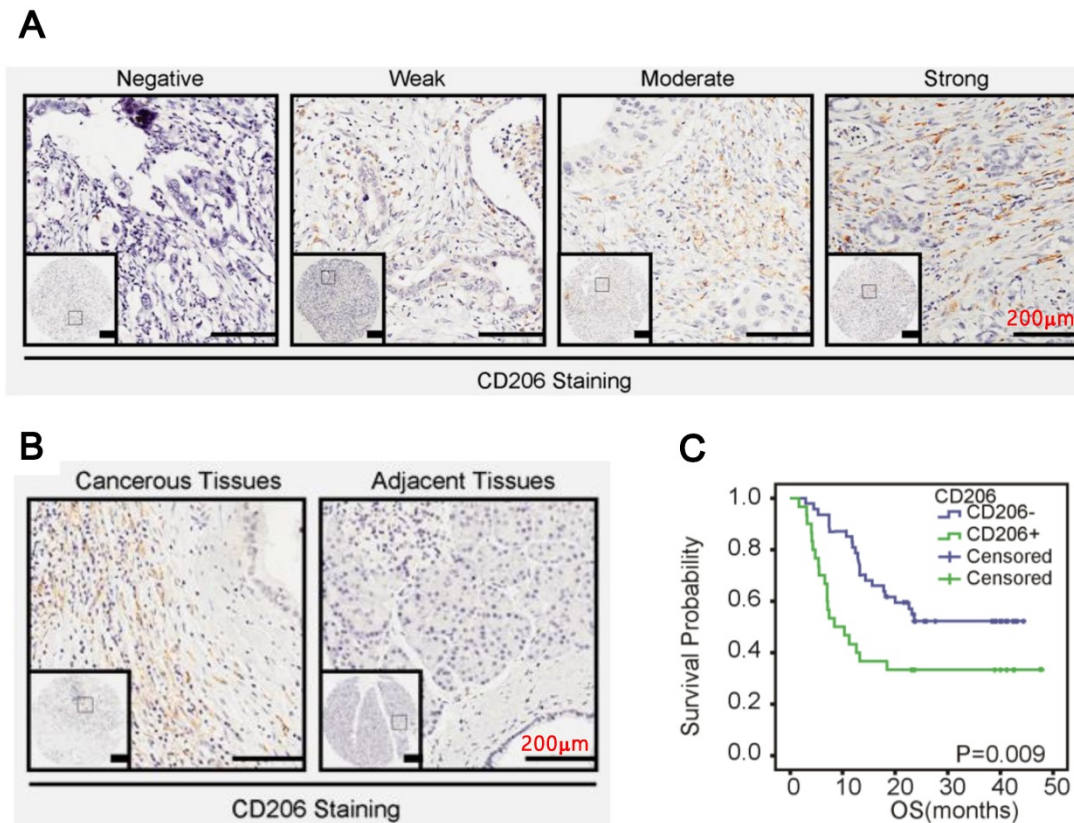 A
Negative
Weak
Moderate
Strong
200μm
CD206 Staining
B
Cancerous Tissues
Adjacent Tissues
200μm
CD206 Staining
C
CD206
CD206-
CD206+
Censored
Censored
Survival Probability
1.0
0.8
0.6
0.4
0.2
0.0
P=0.009
0 10 20 30 40 50
OS(months)